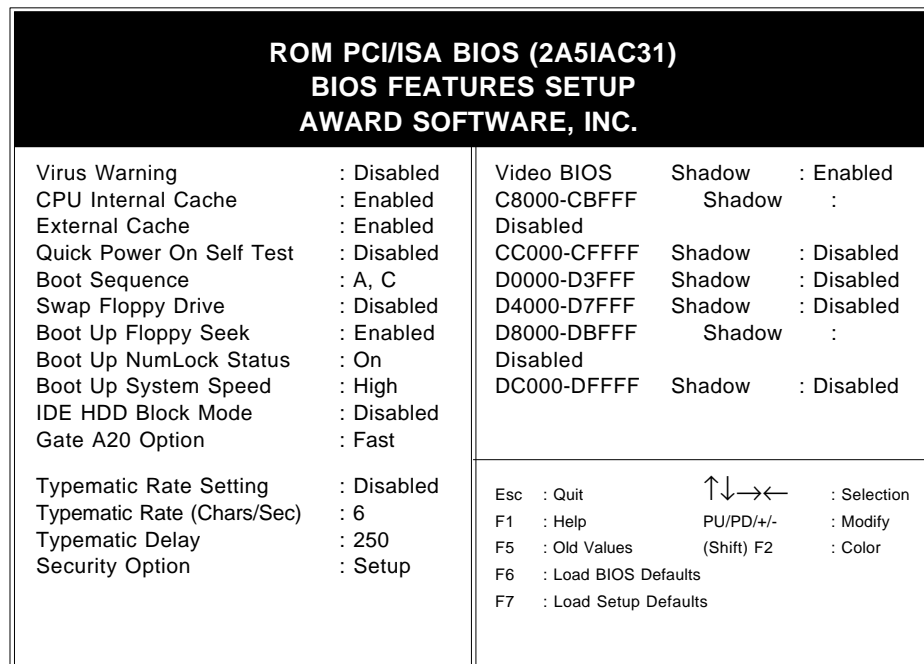 ROM PCI/ISA BIOS (2A5IAC31)
BIOS FEATURES SETUP
AWARD SOFTWARE, INC.
Virus Warning : Disabled
CPU Internal Cache : Enabled
External Cache : Enabled
Quick Power On Self Test : Disabled
Boot Sequence : A, C
Swap Floppy Drive : Disabled
Boot Up Floppy Seek : Enabled
Boot Up NumLock Status : On
Boot Up System Speed : High
IDE HDD Block Mode : Disabled
Gate A20 Option : Fast
Typematic Rate Setting : Disabled
Typematic Rate (Chars/Sec) : 6
Typematic Delay : 250
Security Option : Setup
Video BIOS Shadow : Enabled
C8000-CBFFF Shadow :
Disabled
CC000-CFFFF Shadow : Disabled
D0000-D3FFF Shadow : Disabled
D4000-D7FFF Shadow : Disabled
D8000-DBFFF Shadow :
Disabled
DC000-DFFFF Shadow : Disabled
Esc : Quit ↑↓→← : Selection
F1 : Help PU/PD/+/- : Modify
F5 : Old Values (Shift) F2 : Color
F6 : Load BIOS Defaults
F7 : Load Setup Defaults